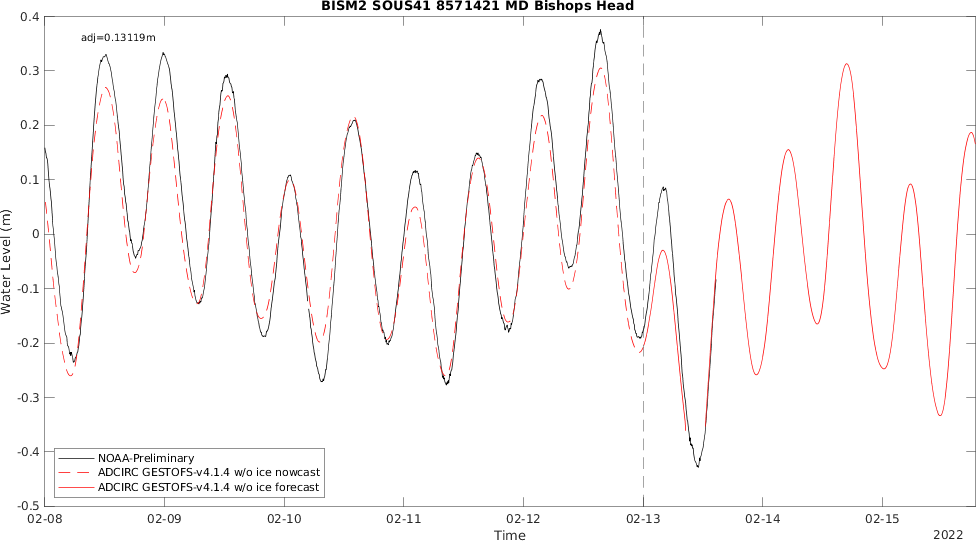 BISM2 SOUS41 8571421 MD Bishops Head
adj=0.13119m
0.4
0.3
0.2
0.1
0
-0.1
-0.2
-0.3
-0.4
-0.5
Water Level (m)
NOAA-Preliminary
ADCIRC GESTOFS-v4.1.4 w/o ice nowcast
ADCIRC GESTOFS-v4.1.4 w/o ice forecast
02-08 02-09 02-10 02-11 02-12 02-13 02-14 02-15
Time
2022